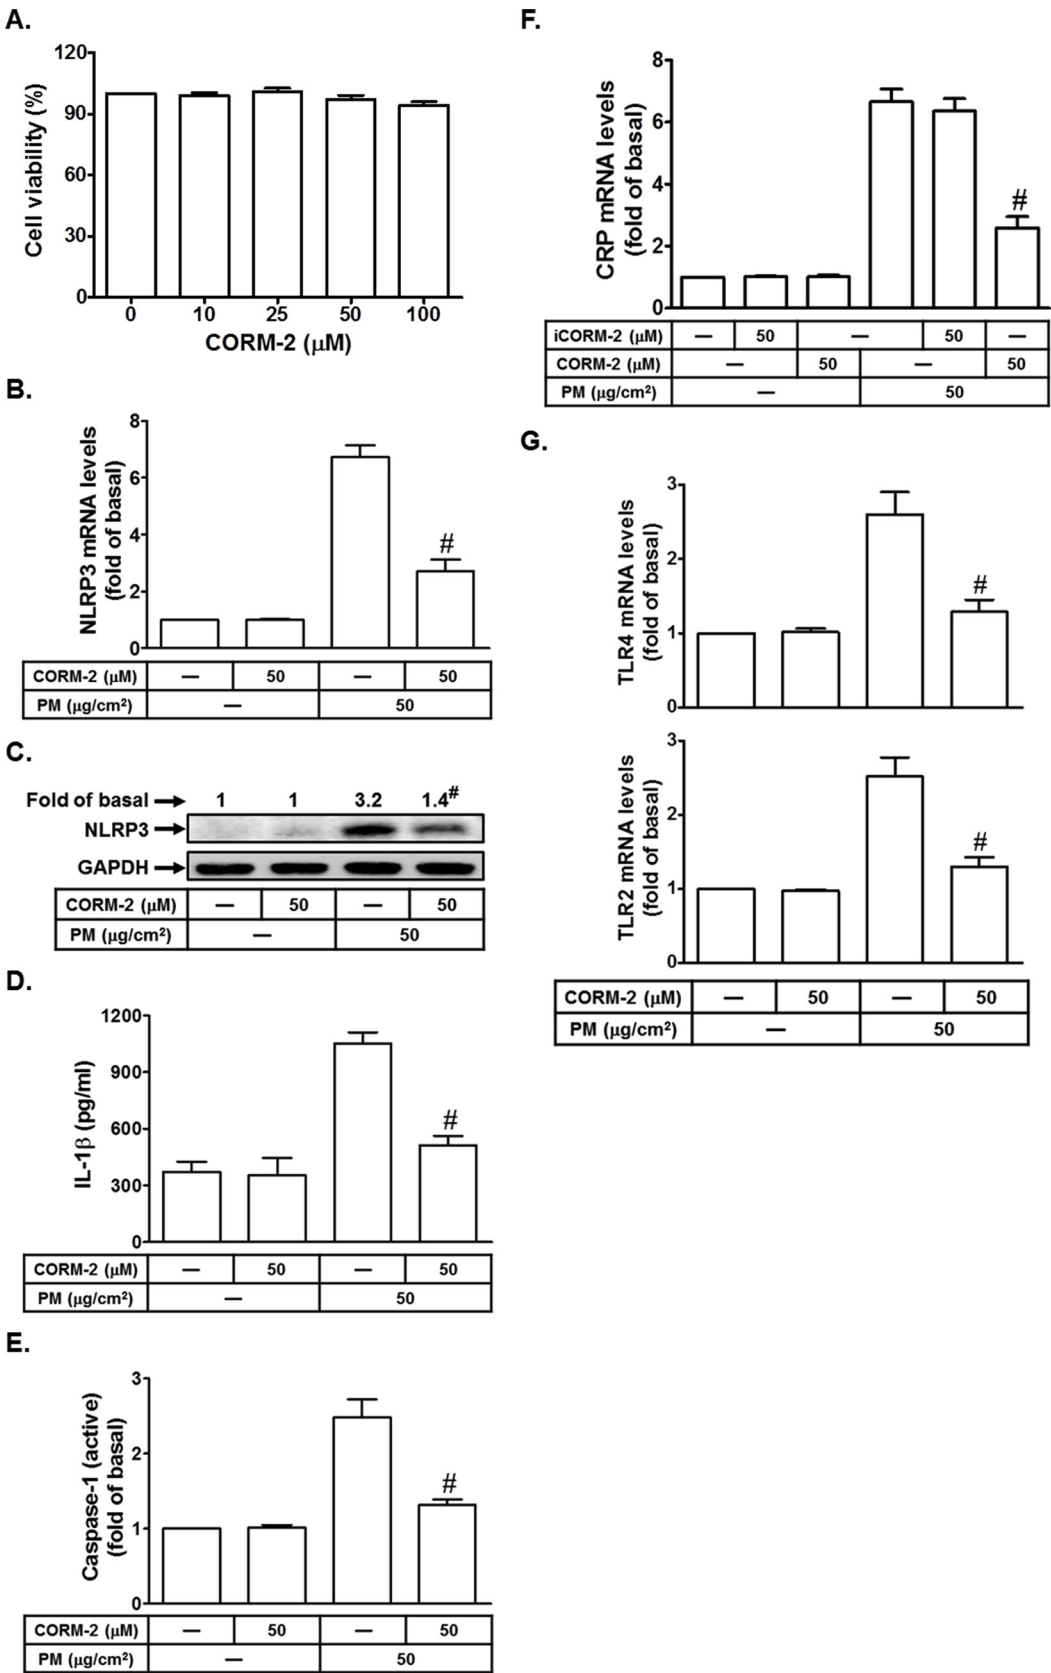 A.
Cell viability (%)
120
90
60
30
0
0 10 25 50 100
CORM-2 (μM)
B.
NLRP3 mRNA levels
(fold of basal)
8
6
4
2
0
#
CORM-2 (μM) — 50 — 50
PM (μg/cm²) — 50
C.
Fold of basal 1 1 3.2 1.4#
NLRP3
GAPDH
CORM-2 (μM) — 50 — 50
PM (μg/cm²) — 50
D.
IL-1β (pg/ml)
1200
900
600
300
0
#
CORM-2 (μM) — 50 — 50
PM (μg/cm²) — 50
E.
Caspase-1 (active)
(fold of basal)
3
2
1
0
#
CORM-2 (μM) — 50 — 50
PM (μg/cm²) — 50
F.
CRP mRNA levels
(fold of basal)
8
6
4
2
0
#
iCORM-2 (μM) — 50 — 50 —
CORM-2 (μM) — 50 — 50
PM (μg/cm²) — 50
G.
TLR4 mRNA levels
(fold of basal)
3
2
1
0
#
TLR2 mRNA levels
(fold of basal)
3
2
1
0
#
CORM-2 (μM) — 50 — 50
PM (μg/cm²) — 50